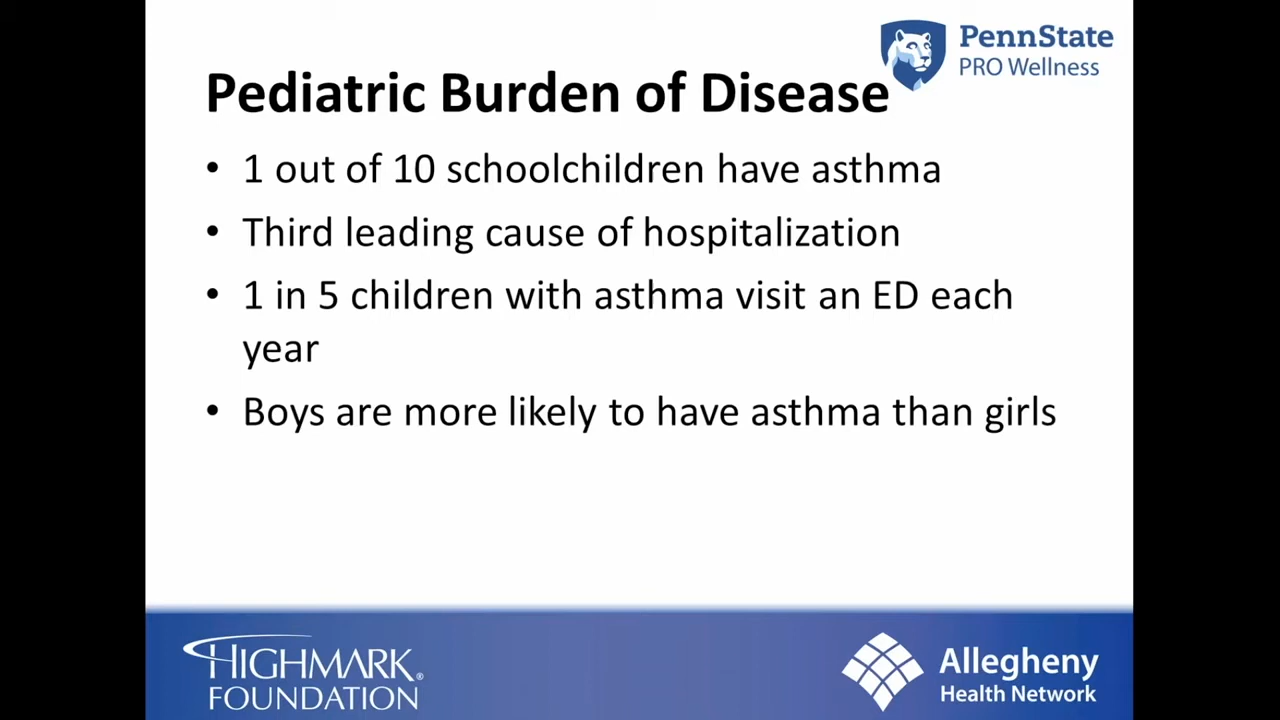 PennState
PRO Wellness
Pediatric Burden of Disease
• 1 out of 10 schoolchildren have asthma
• Third leading cause of hospitalization
• 1 in 5 children with asthma visit an ED each
year
• Boys are more likely to have asthma than girls
HIGHMARK®
FOUNDATION
Allegheny
Health Network